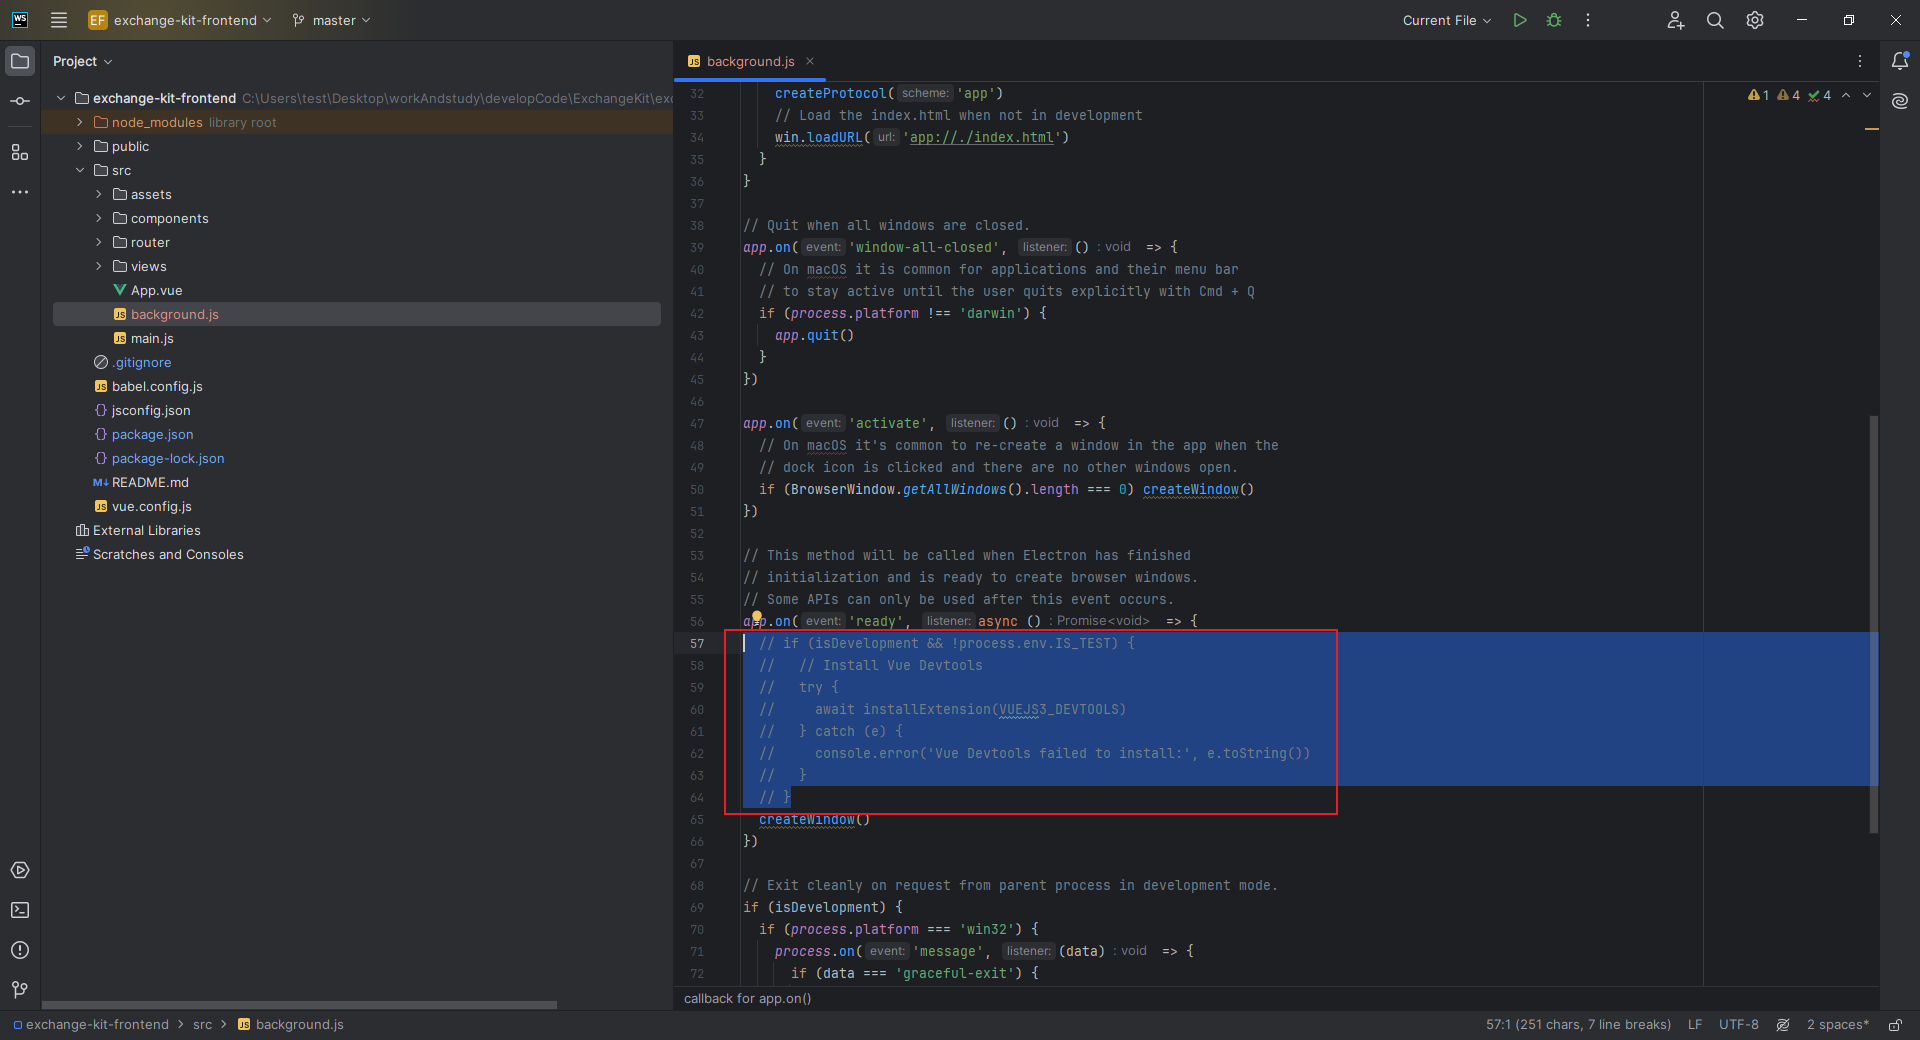 WS
EF exchange-kit-frontend master Current File
Project
background.js
exchange-kit-frontend C:\Users\test\Desktop\workAndstudy\developCode\ExchangeKit\exc
node_modules library root
public
src
assets
components
router
views
App.vue
JS background.js
JS main.js
.gitignore
JS babel.config.js
{} jsconfig.json
{} package.json
{} package-lock.json
M↓ README.md
JS vue.config.js
External Libraries
Scratches and Consoles
JS background.js
1 4 4
32 createProtocol( scheme: 'app')
33 // Load the index.html when not in development
34 win.loadURL( url: 'app://./index.html')
35 }
36 }
37
38 // Quit when all windows are closed.
39 app.on( event: 'window-all-closed', listener: () : void => {
40 // On macOS it is common for applications and their menu bar
41 // to stay active until the user quits explicitly with Cmd + Q
42 if (process.platform !== 'darwin') {
43 app.quit()
44 }
45 })
46
47 app.on( event: 'activate', listener: () : void => {
48 // On macOS it's common to re-create a window in the app when the
49 // dock icon is clicked and there are no other windows open.
50 if (BrowserWindow.getAllWindows().length === 0) createWindow()
51 })
52
53 // This method will be called when Electron has finished
54 // initialization and is ready to create browser windows.
55 // Some APIs can only be used after this event occurs.
56 app.on( event: 'ready', listener: async () : Promise<void> => {
57 // if (isDevelopment && !process.env.IS_TEST) {
58 // // Install Vue Devtools
59 // try {
60 // await installExtension(VUEJS3_DEVTOOLS)
61 // } catch (e) {
62 // console.error('Vue Devtools failed to install:', e.toString())
63 // }
64 // }
65 createWindow()
66 })
67
68 // Exit cleanly on request from parent process in development mode.
69 if (isDevelopment) {
70 if (process.platform === 'win32') {
71 process.on( event: 'message', listener: (data) : void => {
72 if (data === 'graceful-exit') {
callback for app.on()
exchange-kit-frontend > src > JS background.js
57:1 (251 chars, 7 line breaks) LF UTF-8 2 spaces*